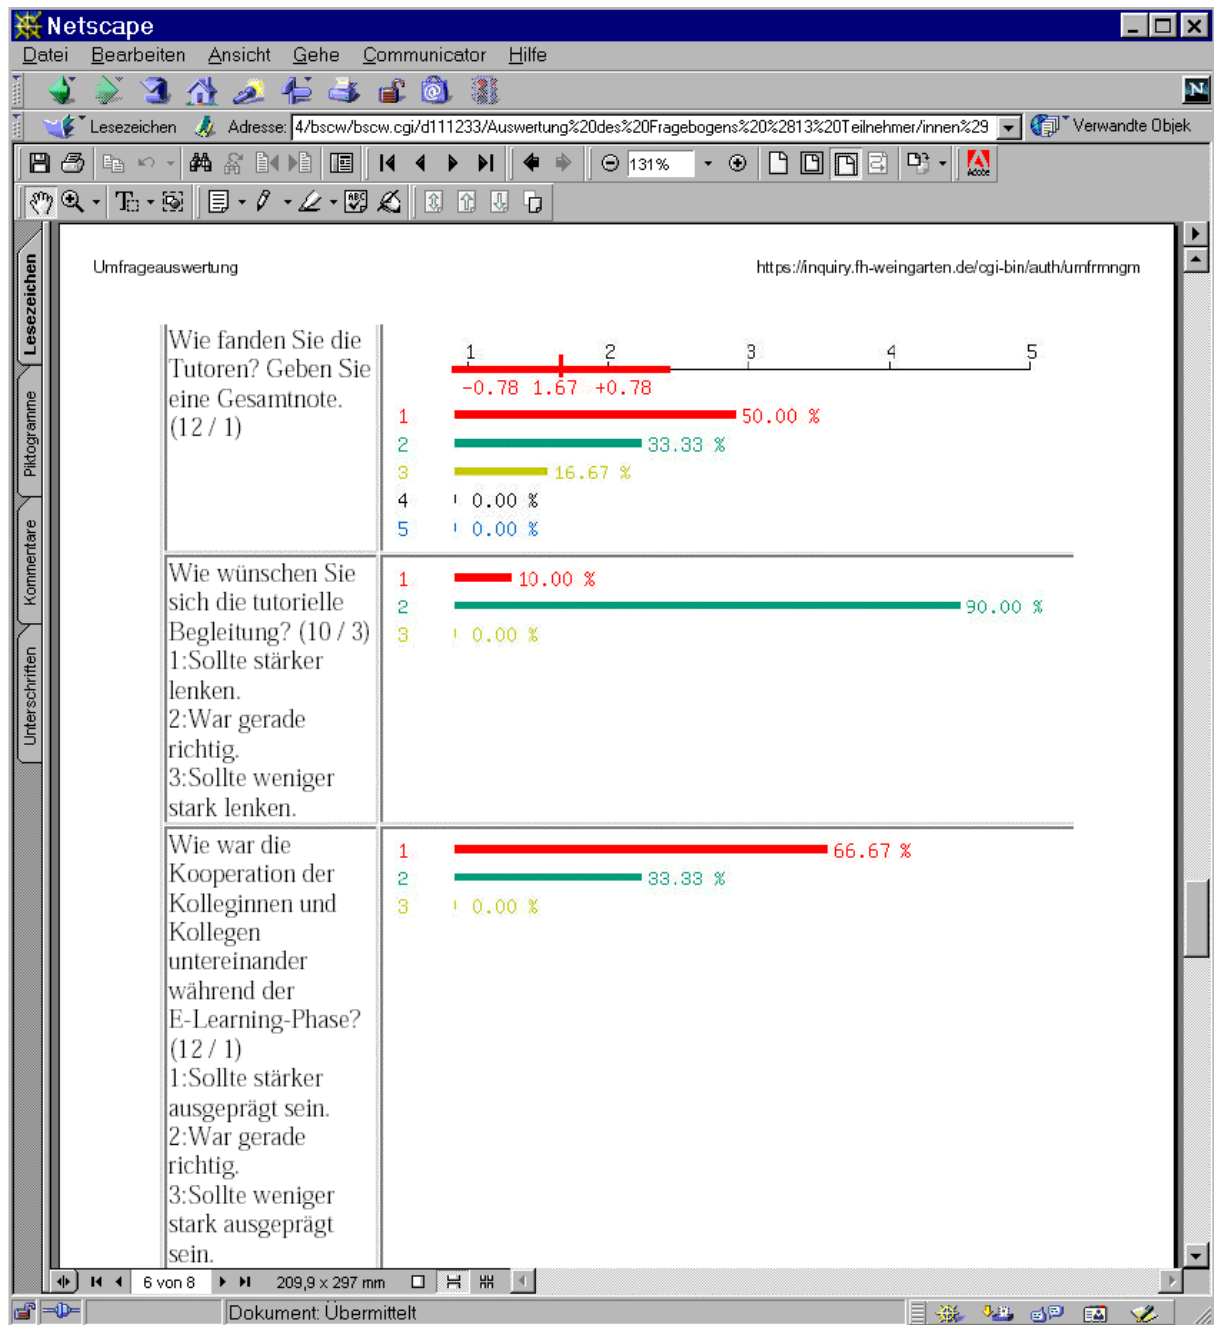 Netscape
Datei Bearbeiten Ansicht Gehe Communicator Hilfe
Lesezeichen Adresse: 4/bscw/bscw.cgi/d111233/Auswertung%20des%20Fragebogens%20%2813%20Teilnehmer/innen%29 Verwandte Objek
131%
Adobe
Lesezeichen
Piktogramme
Kommentare
Unterschriften
Umfrageauswertung https://inquiry.fh-weingarten.de/cgi-bin/auth/umfrmngm
Wie fanden Sie die
Tutoren? Geben Sie
eine Gesamtnote.
(12 / 1)
1 2 3 4 5
-0.78 1.67 +0.78
1 50.00 %
2 33.33 %
3 16.67 %
4 0.00 %
5 0.00 %
Wie wünschen Sie
sich die tutorielle
Begleitung? (10 / 3)
1:Sollte stärker
lenken.
2:War gerade
richtig.
3:Sollte weniger
stark lenken.
1 10.00 %
2 90.00 %
3 0.00 %
Wie war die
Kooperation der
Kolleginnen und
Kollegen
untereinander
während der
E-Learning-Phase?
(12 / 1)
1:Sollte stärker
ausgeprägt sein.
2:War gerade
richtig.
3:Sollte weniger
stark ausgeprägt
sein.
1 66.67 %
2 33.33 %
3 0.00 %
6 von 8 209,9 x 297 mm
Dokument: Übermittelt